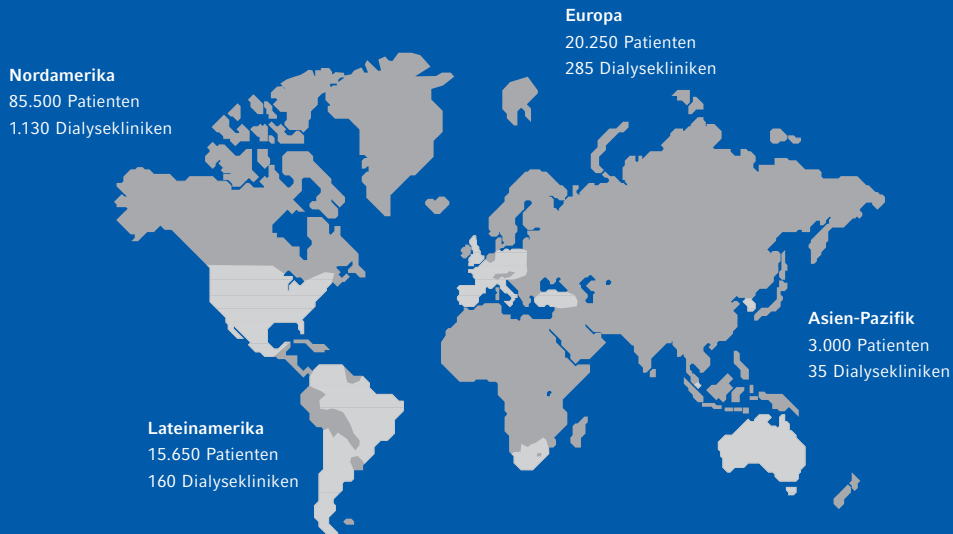 Europa
20.250 Patienten
285 Dialysekliniken
Nordamerika
85.500 Patienten
1.130 Dialysekliniken
Asien-Pazifik
3.000 Patienten
35 Dialysekliniken
Lateinamerika
15.650 Patienten
160 Dialysekliniken